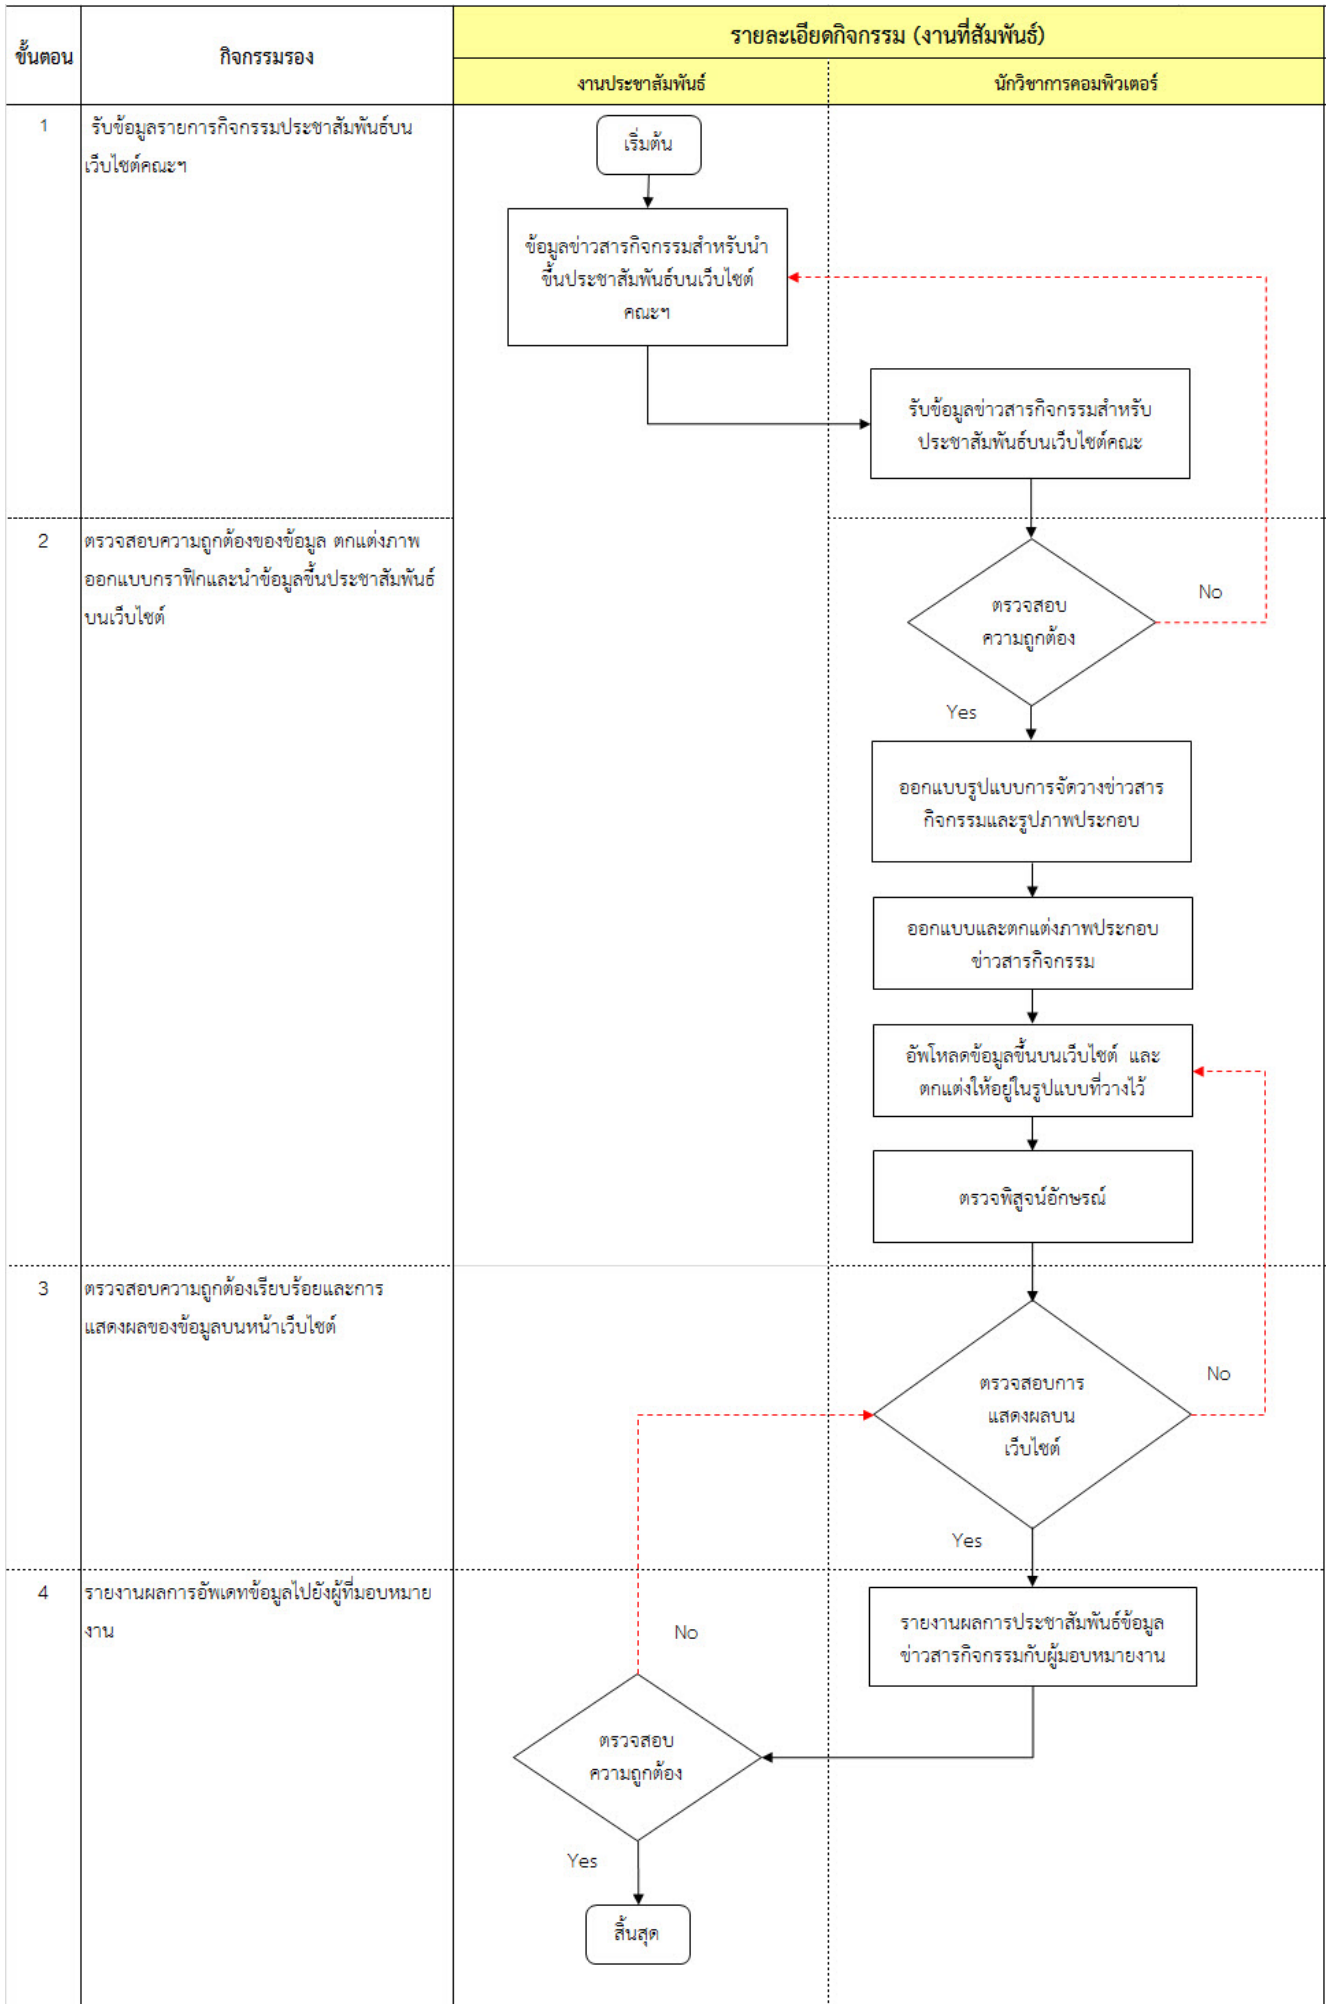 ขั้นตอน
กิจกรรมรอง
รายละเอียดกิจกรรม (งานที่สัมพันธ์)
งานประชาสัมพันธ์
นักวิชาการคอมพิวเตอร์
1
รับข้อมูลรายการกิจกรรมประชาสัมพันธ์บน
เว็บไซต์คณะฯ
เริ่มต้น
ข้อมูลข่าวสารกิจกรรมสำหรับนำ
ขึ้นประชาสัมพันธ์บนเว็บไซต์
คณะฯ
รับข้อมูลข่าวสารกิจกรรมสำหรับ
ประชาสัมพันธ์บนเว็บไซต์คณะ
2
ตรวจสอบความถูกต้องของข้อมูล ตกแต่งภาพ
ออกแบบกราฟิกและนำข้อมูลขึ้นประชาสัมพันธ์
บนเว็บไซต์
ตรวจสอบ
ความถูกต้อง
No
Yes
ออกแบบรูปแบบการจัดวางข่าวสาร
กิจกรรมและรูปภาพประกอบ
ออกแบบและตกแต่งภาพประกอบ
ข่าวสารกิจกรรม
อัพโหลดข้อมูลขึ้นบนเว็บไซต์ และ
ตกแต่งให้อยู่ในรูปแบบที่วางไว้
ตรวจพิสูจน์อักษรณ์
3
ตรวจสอบความถูกต้องเรียบร้อยและการ
แสดงผลของข้อมูลบนหน้าเว็บไซต์
ตรวจสอบการ
แสดงผลบน
เว็บไซต์
No
Yes
4
รายงานผลการอัพเดทข้อมูลไปยังผู้ที่มอบหมาย
งาน
รายงานผลการประชาสัมพันธ์ข้อมูล
ข่าวสารกิจกรรมกับผู้มอบหมายงาน
No
ตรวจสอบ
ความถูกต้อง
Yes
สิ้นสุด